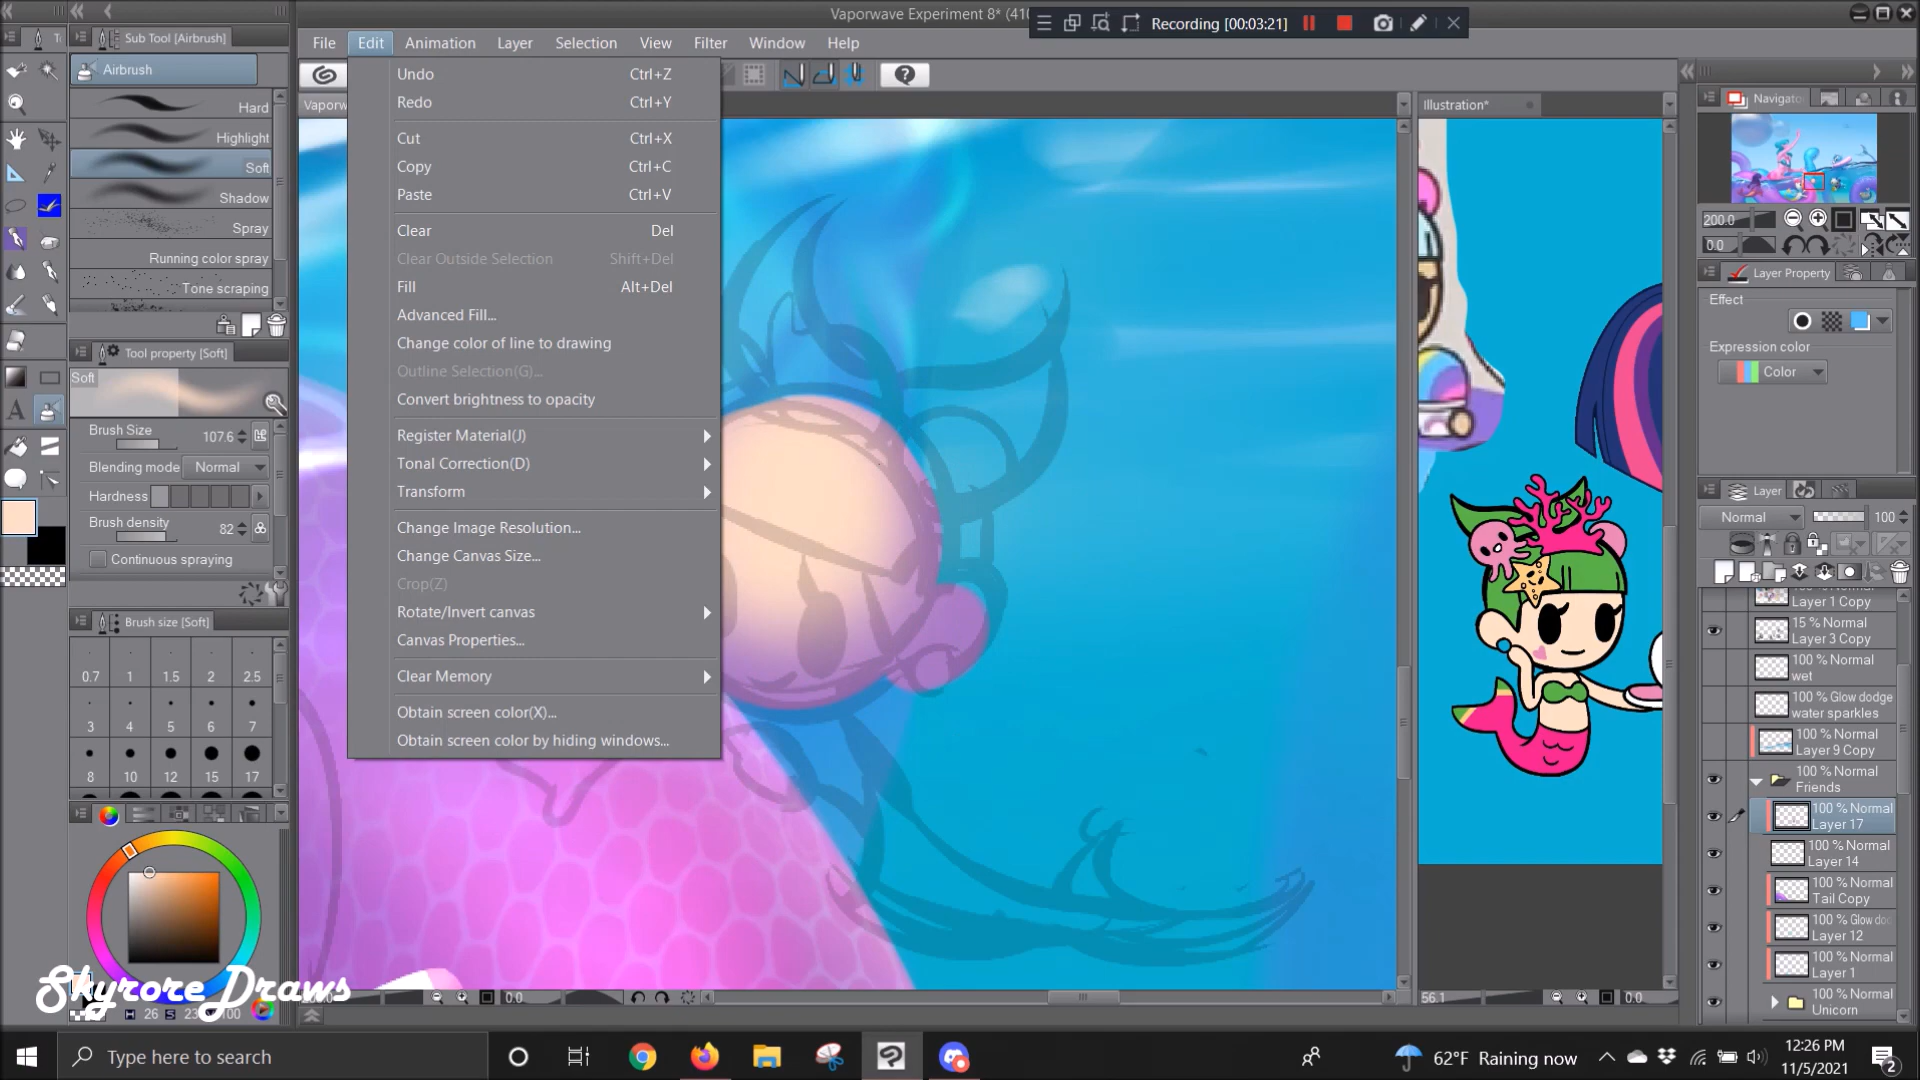 Vaporwave Experiment 8* (41
Recording [00:03:21]
Sub Tool [Airbrush]
File Edit Animation Layer Selection View Filter Window Help
Airbrush
Hard
Highlight
Soft
Shadow
Spray
Running color spray
Tone scraping
Undo Ctrl+Z
Redo Ctrl+Y
Cut Ctrl+X
Copy Ctrl+C
Paste Ctrl+V
Clear Del
Clear Outside Selection Shift+Del
Fill Alt+Del
Advanced Fill...
Change color of line to drawing
Outline Selection(G)...
Convert brightness to opacity
Register Material(J)
Tonal Correction(D)
Transform
Change Image Resolution...
Change Canvas Size...
Crop(Z)
Rotate/Invert canvas
Canvas Properties...
Clear Memory
Obtain screen color(X)...
Obtain screen color by hiding windows...
Vaporw
Illustration*
Navigator
200.0
0.0
Layer Property
Effect
Expression color
Color
Layer
Normal 100
Layer 1 Copy
15 % Normal
Layer 3 Copy
100 % Normal
wet
100 % Glow dodge
water sparkles
100 % Normal
Layer 9 Copy
100 % Normal
Friends
100 % Normal
Layer 17
100 % Normal
Layer 14
100 % Normal
Tail Copy
100 % Glow do
Layer 12
100 % Normal
Layer 1
100 % Normal
Unicorn
Tool property [Soft]
Soft
Brush Size 107.6
Blending mode Normal
Hardness
Brush density 82
Continuous spraying
Brush size [Soft]
0.7 1 1.5 2 2.5
3 4 5 6 7
8 10 12 15 17
Skyrore Draws
H 26 S 23 100
0.0
56.1
0.0
Type here to search
62°F Raining now
12:26 PM
11/5/2021
2